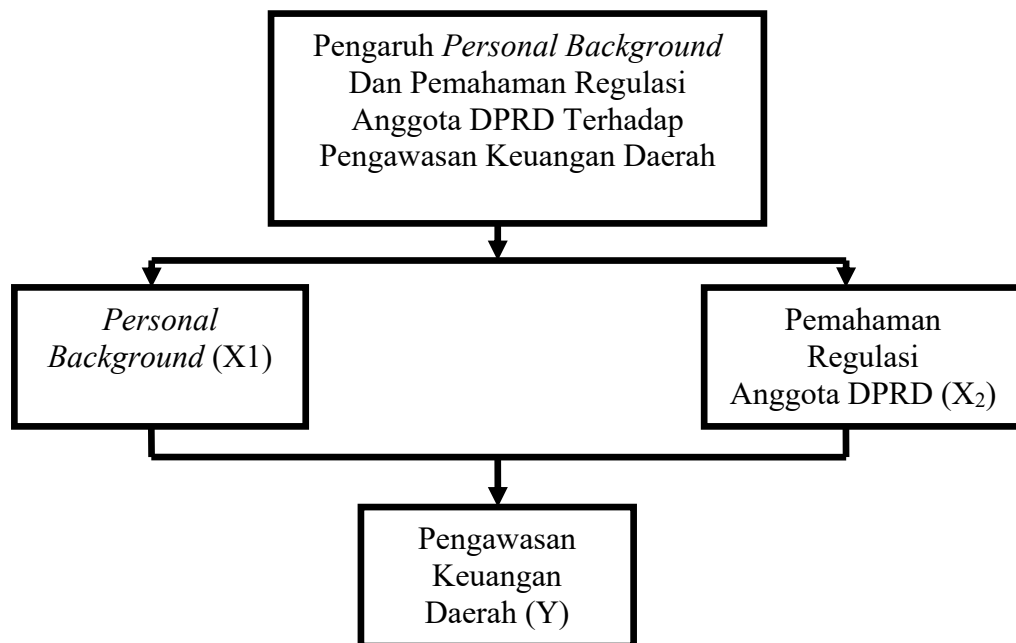 Pengaruh Personal Background
Dan Pemahaman Regulasi
Anggota DPRD Terhadap
Pengawasan Keuangan Daerah
Personal
Background (X1)
Pemahaman
Regulasi
Anggota DPRD (X₂)
Pengawasan
Keuangan
Daerah (Y)